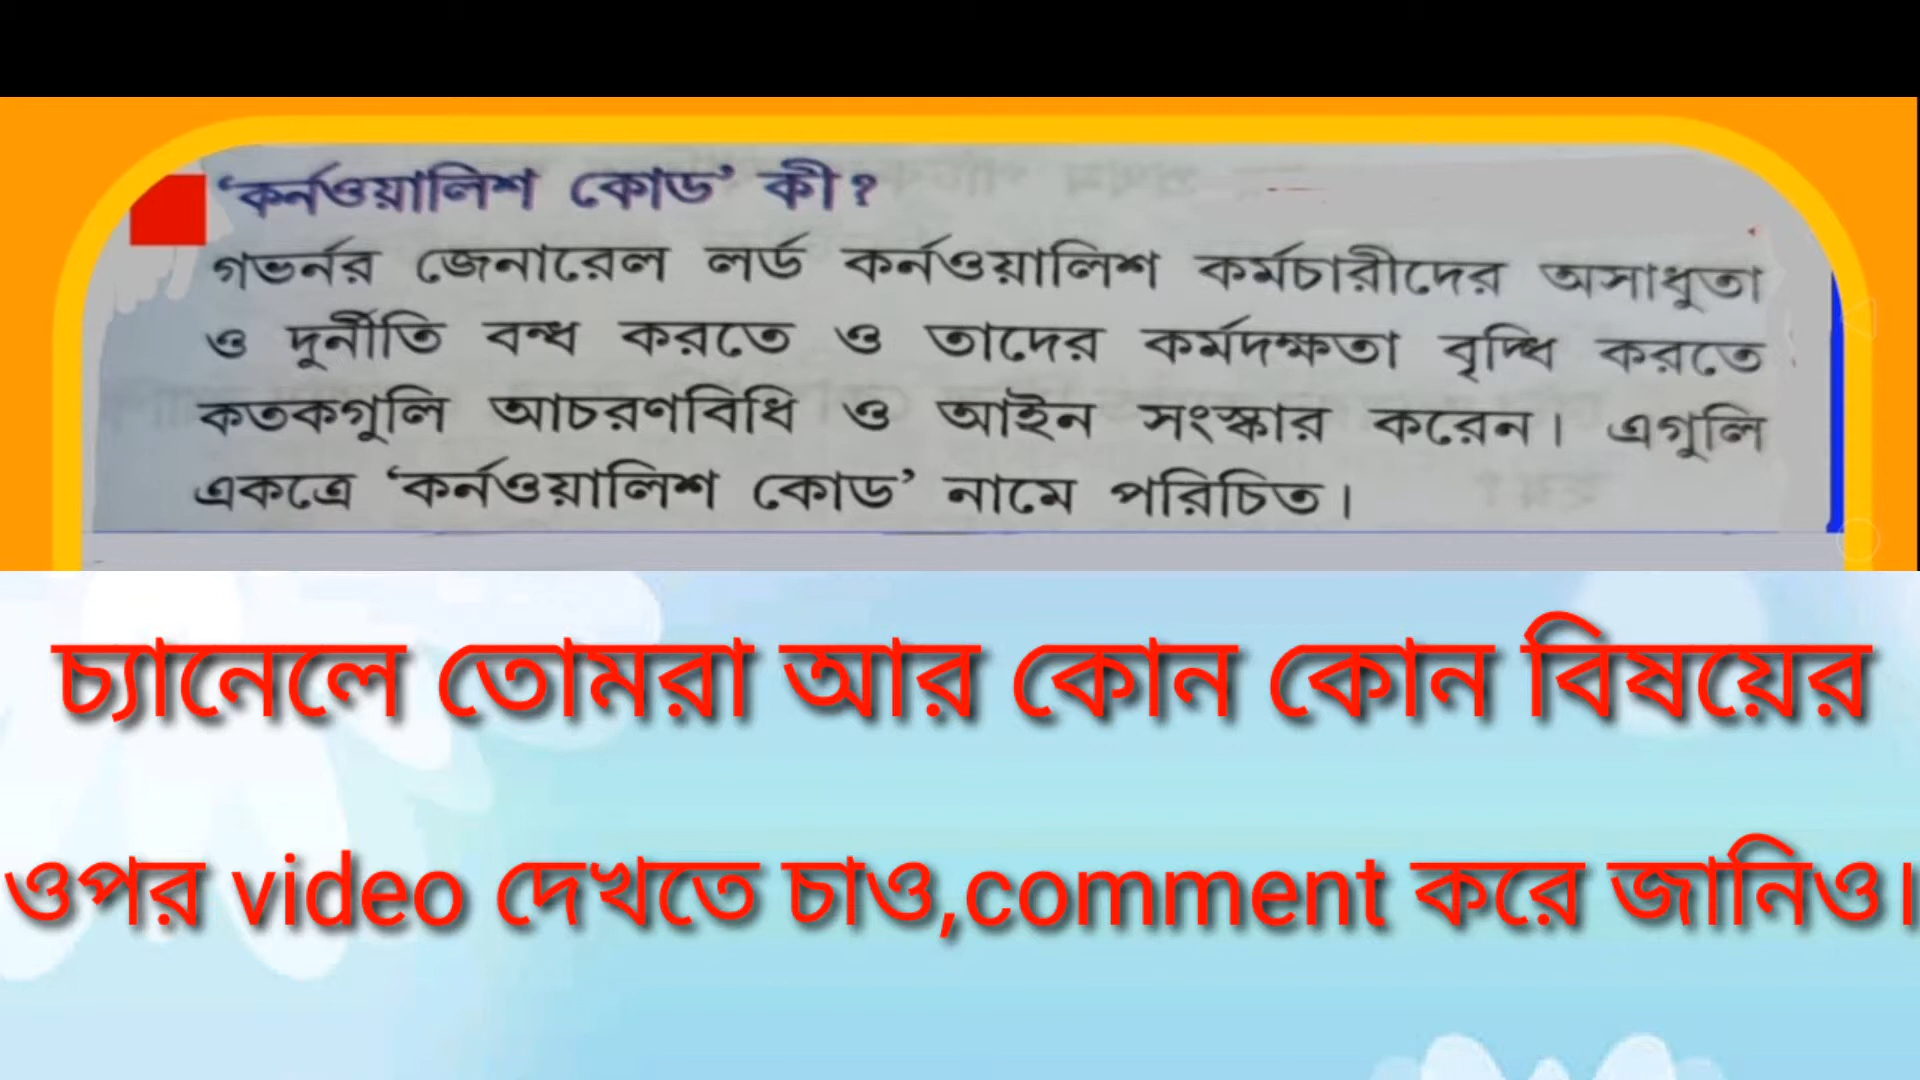 ‘কর্নওয়ালিশ কোড’ কী?
গভর্নর জেনারেল লর্ড কর্নওয়ালিশ কর্মচারীদের অসাধুতা
ও দুর্নীতি বন্ধ করতে ও তাদের কর্মদক্ষতা বৃদ্ধি করতে
কতকগুলি আচরণবিধি ও আইন সংস্কার করেন। এগুলি
একত্রে ‘কর্নওয়ালিশ কোড’ নামে পরিচিত।
চ্যানেলে তোমরা আর কোন কোন বিষয়ের
ওপর video দেখতে চাও,comment করে জানিও।